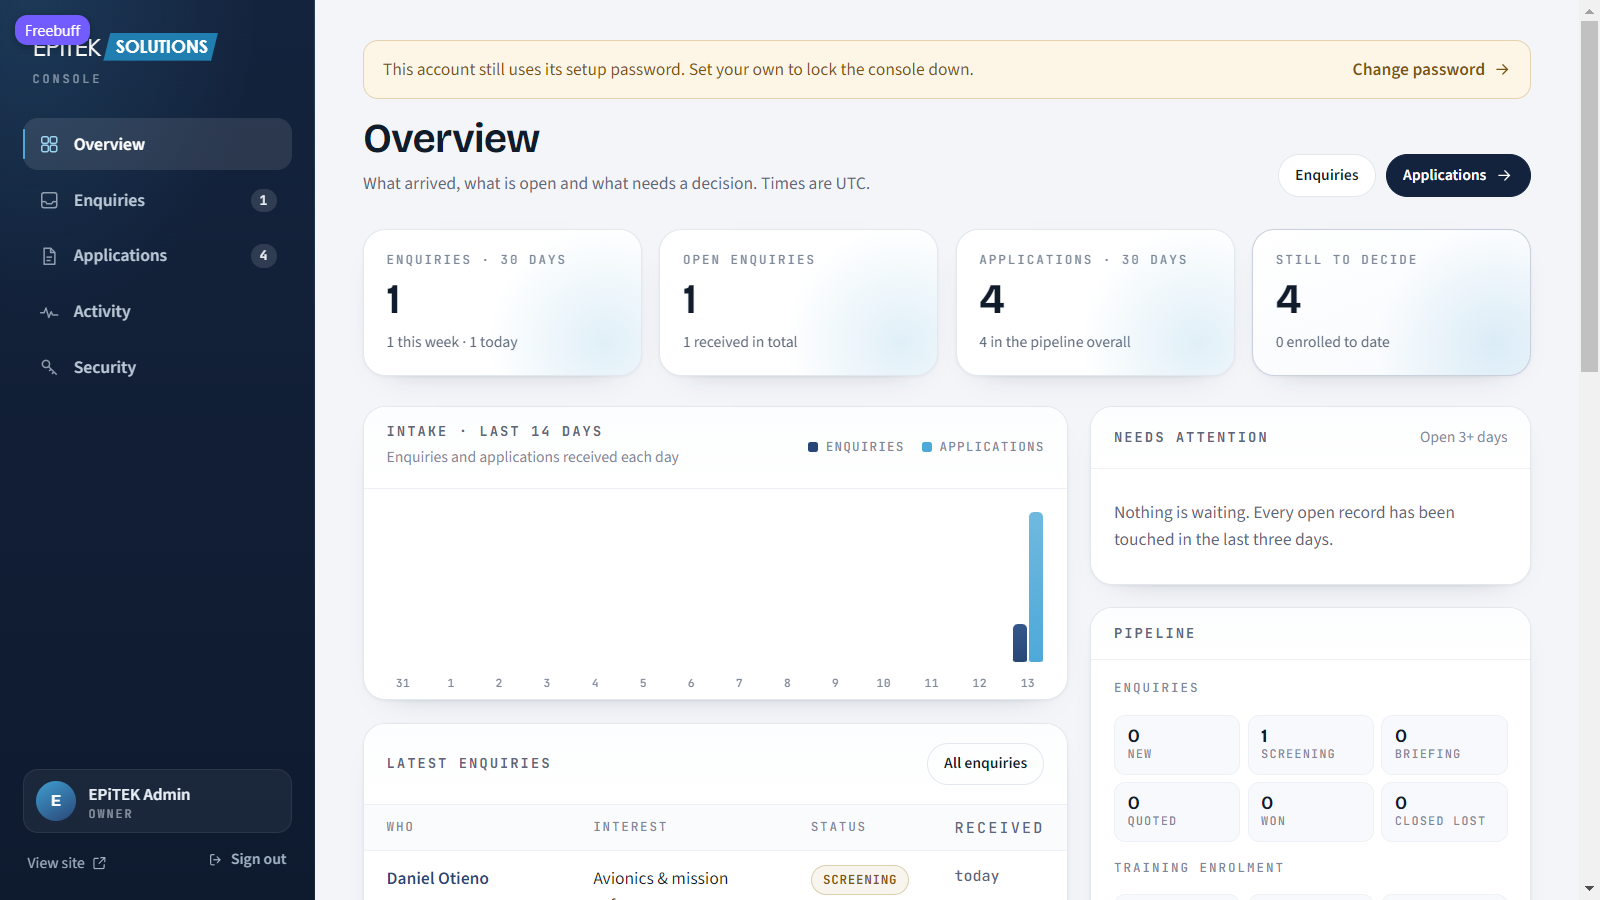 Freebuff
EPiTEK SOLUTIONS
CONSOLE
Overview
Enquiries 1
Applications 4
Activity
Security
E
EPiTEK Admin
OWNER
View site
Sign out
This account still uses its setup password. Set your own to lock the console down.
Change password →
Overview
What arrived, what is open and what needs a decision. Times are UTC.
Enquiries
Applications →
ENQUIRIES · 30 DAYS
1
1 this week · 1 today
OPEN ENQUIRIES
1
1 received in total
APPLICATIONS · 30 DAYS
4
4 in the pipeline overall
STILL TO DECIDE
4
0 enrolled to date
INTAKE · LAST 14 DAYS
Enquiries and applications received each day
ENQUIRIES APPLICATIONS
31 1 2 3 4 5 6 7 8 9 10 11 12 13
NEEDS ATTENTION
Open 3+ days
Nothing is waiting. Every open record has been
touched in the last three days.
PIPELINE
ENQUIRIES
0
NEW
1
SCREENING
0
BRIEFING
0
QUOTED
0
WON
0
CLOSED LOST
TRAINING ENROLMENT
LATEST ENQUIRIES
All enquiries
WHO INTEREST STATUS RECEIVED
Daniel Otieno Avionics & mission SCREENING today